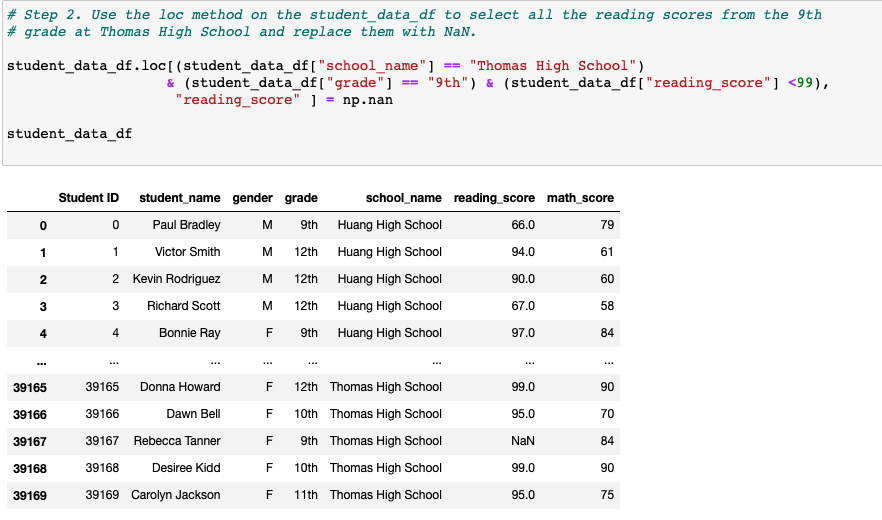 # Step 2. Use the loc method on the student_data_df to select all the reading scores from the 9th
# grade at Thomas High School and replace them with NaN.
student_data_df.loc[(student_data_df["school_name"] == "Thomas High School")
& (student_data_df["grade"] == "9th") & (student_data_df["reading_score"] <99),
"reading_score" ] = np.nan
student_data_df
Student ID student_name gender grade school_name reading_score math_score
0 0 Paul Bradley M 9th Huang High School 66.0 79
1 1 Victor Smith M 12th Huang High School 94.0 61
2 2 Kevin Rodriguez M 12th Huang High School 90.0 60
3 3 Richard Scott M 12th Huang High School 67.0 58
4 4 Bonnie Ray F 9th Huang High School 97.0 84
... ... ... ... ... ... ... ...
39165 39165 Donna Howard F 12th Thomas High School 99.0 90
39166 39166 Dawn Bell F 10th Thomas High School 95.0 70
39167 39167 Rebecca Tanner F 9th Thomas High School NaN 84
39168 39168 Desiree Kidd F 10th Thomas High School 99.0 90
39169 39169 Carolyn Jackson F 11th Thomas High School 95.0 75